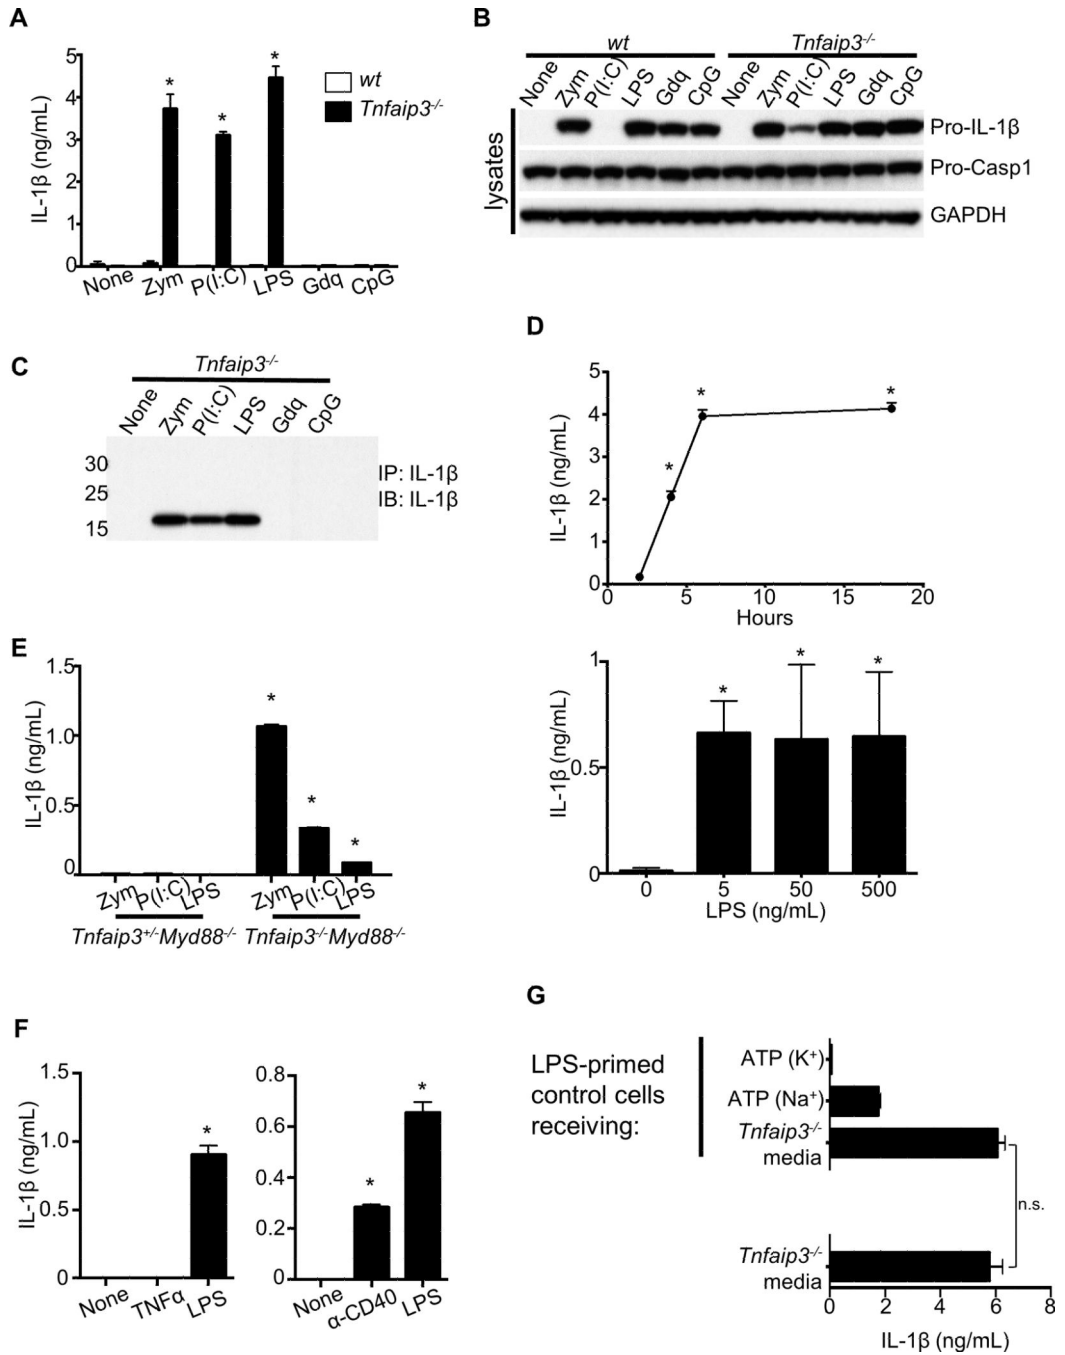 A
IL-1β (ng/mL)
5
4
3
2
1
0
*
*
*
wt
Tnfaip3-/-
None
Zym
P(I:C)
LPS
Gdq
CpG
B
wt
Tnfaip3-/-
None
Zym
P(I:C)
LPS
Gdq
CpG
None
Zym
P(I:C)
LPS
Gdq
CpG
lysates
Pro-IL-1β
Pro-Casp1
GAPDH
C
Tnfaip3-/-
None
Zym
P(I:C)
LPS
Gdq
CpG
30
25
15
IP: IL-1β
IB: IL-1β
D
IL-1β (ng/mL)
5
4
3
2
1
0
*
*
*
0
5
10
15
20
Hours
IL-1β (ng/mL)
1
0.5
0
*
*
*
0
5
50
500
LPS (ng/mL)
E
IL-1β (ng/mL)
1.5
1.0
0.5
0
*
*
*
Zym
P(I:C)
LPS
Zym
P(I:C)
LPS
Tnfaip3+/-Myd88-/-
Tnfaip3-/-Myd88-/-
F
IL-1β (ng/mL)
1.5
1.0
0.5
0
*
None
TNFα
LPS
0.8
0.6
0.4
0.2
0
*
*
None
α-CD40
LPS
G
LPS-primed
control cells
receiving:
ATP (K+)
ATP (Na+)
Tnfaip3-/-
media
n.s.
Tnfaip3-/-
media
0
2
4
6
8
IL-1β (ng/mL)